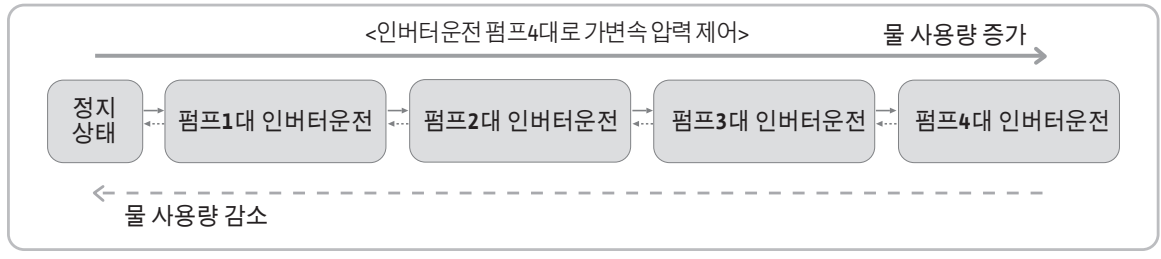 <인버터운전 펌프4대로 가변속 압력 제어>
물 사용량 증가
정지
상태
펌프1대 인버터운전
펌프2대 인버터운전
펌프3대 인버터운전
펌프4대 인버터운전
물 사용량 감소